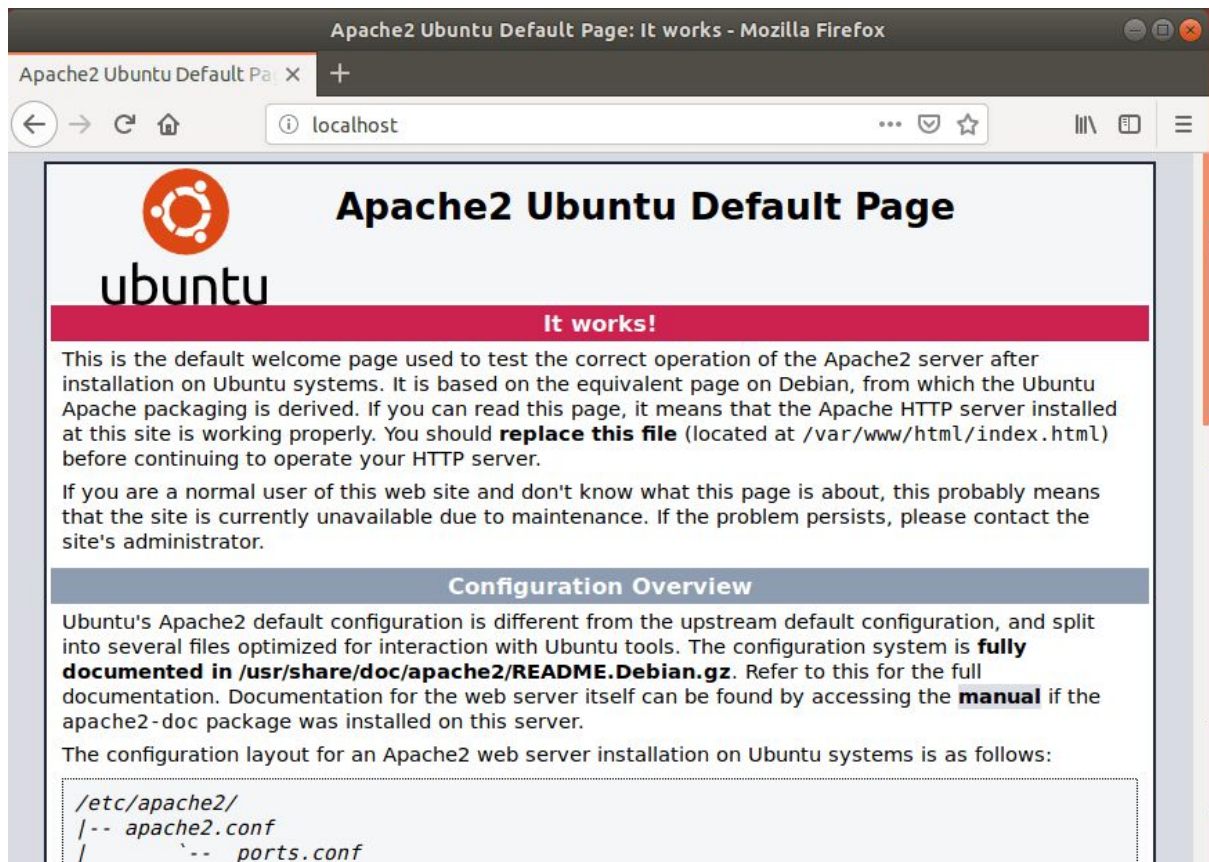 Apache2 Ubuntu Default Page: It works - Mozilla Firefox
Apache2 Ubuntu Default Pa
localhost
ubuntu
Apache2 Ubuntu Default Page
It works!
This is the default welcome page used to test the correct operation of the Apache2 server after
installation on Ubuntu systems. It is based on the equivalent page on Debian, from which the Ubuntu
Apache packaging is derived. If you can read this page, it means that the Apache HTTP server installed
at this site is working properly. You should replace this file (located at /var/www/html/index.html)
before continuing to operate your HTTP server.
If you are a normal user of this web site and don't know what this page is about, this probably means
that the site is currently unavailable due to maintenance. If the problem persists, please contact the
site's administrator.
Configuration Overview
Ubuntu's Apache2 default configuration is different from the upstream default configuration, and split
into several files optimized for interaction with Ubuntu tools. The configuration system is fully
documented in /usr/share/doc/apache2/README.Debian.gz. Refer to this for the full
documentation. Documentation for the web server itself can be found by accessing the manual if the
apache2-doc package was installed on this server.
The configuration layout for an Apache2 web server installation on Ubuntu systems is as follows:
/etc/apache2/
|-- apache2.conf
|       `--  ports.conf